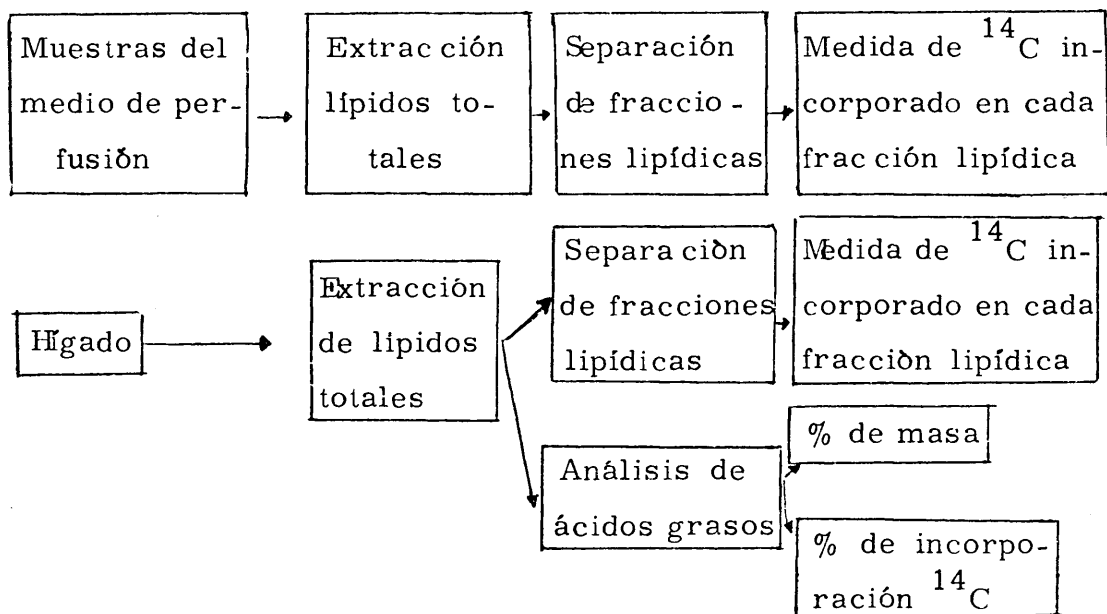 Muestras del
medio de per-
fusión
Extracción
lípidos to-
tales
Separación
de fraccio-
nes lipídicas
Medida de ¹⁴C in-
corporado en cada
fracción lipídica
Hígado
Extracción
de lipidos
totales
Separación
de fracciones
lipídicas
Medida de ¹⁴C in-
corporado en cada
fracción lipídica
Análisis de
ácidos grasos
% de masa
% de incorpo-
ración ¹⁴C